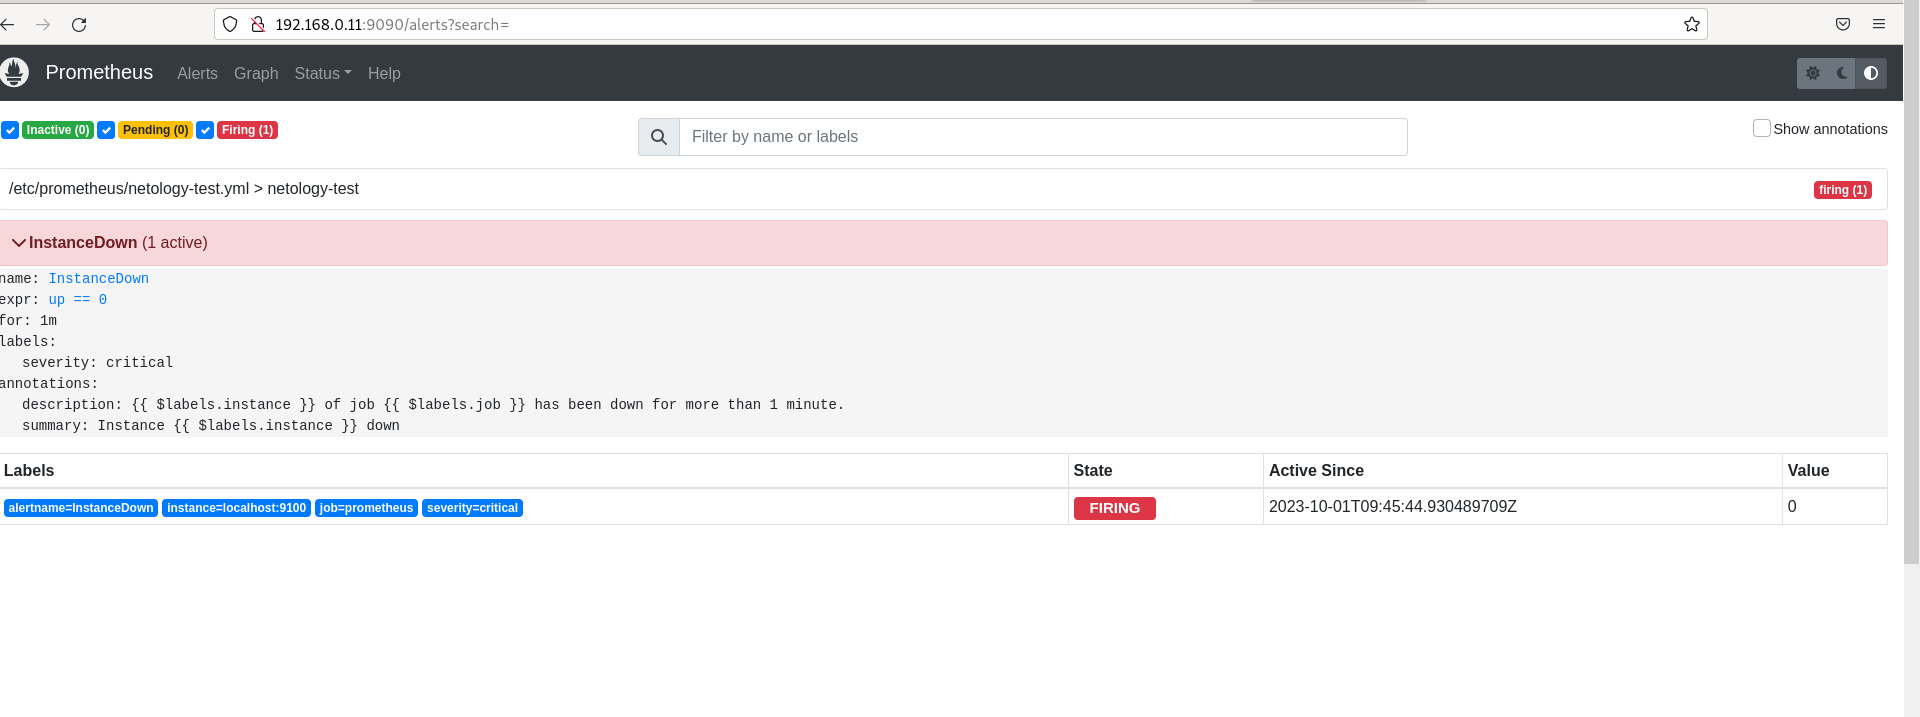 192.168.0.11:9090/alerts?search=
Prometheus Alerts Graph Status Help
Inactive (0) Pending (0) Firing (1) Filter by name or labels Show annotations
/etc/prometheus/netology-test.yml > netology-test firing (1)
InstanceDown (1 active)
name: InstanceDown
expr: up == 0
for: 1m
labels:
severity: critical
annotations:
description: {{ $labels.instance }} of job {{ $labels.job }} has been down for more than 1 minute.
summary: Instance {{ $labels.instance }} down
Labels State Active Since Value
alertname=InstanceDown instance=localhost:9100 job=prometheus severity=critical FIRING 2023-10-01T09:45:44.930489709Z 0